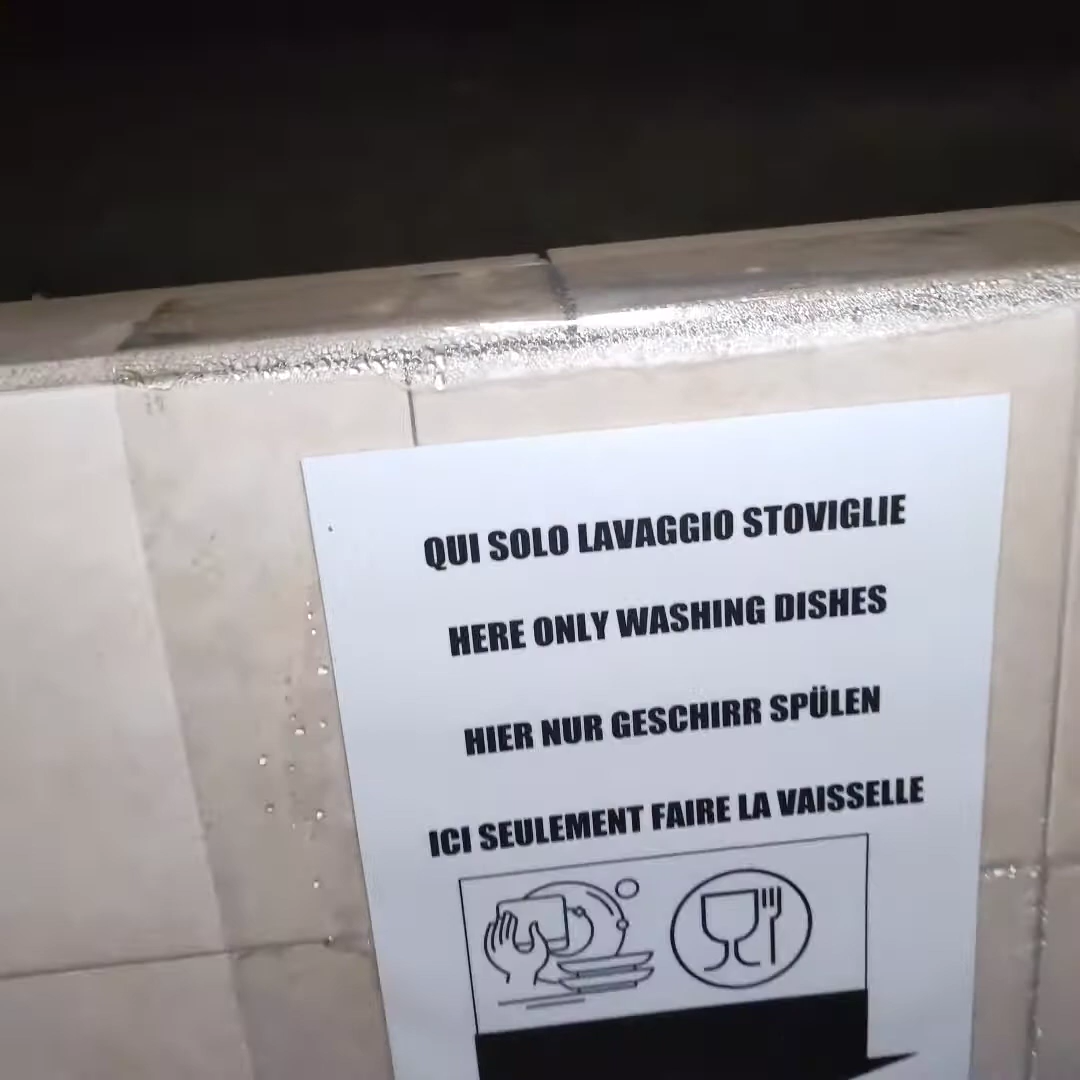 QUI SOLO LAVAGGIO STOVIGLIE
HERE ONLY WASHING DISHES
HIER NUR GESCHIRR SPÜLEN
ICI SEULEMENT FAIRE LA VAISSELLE